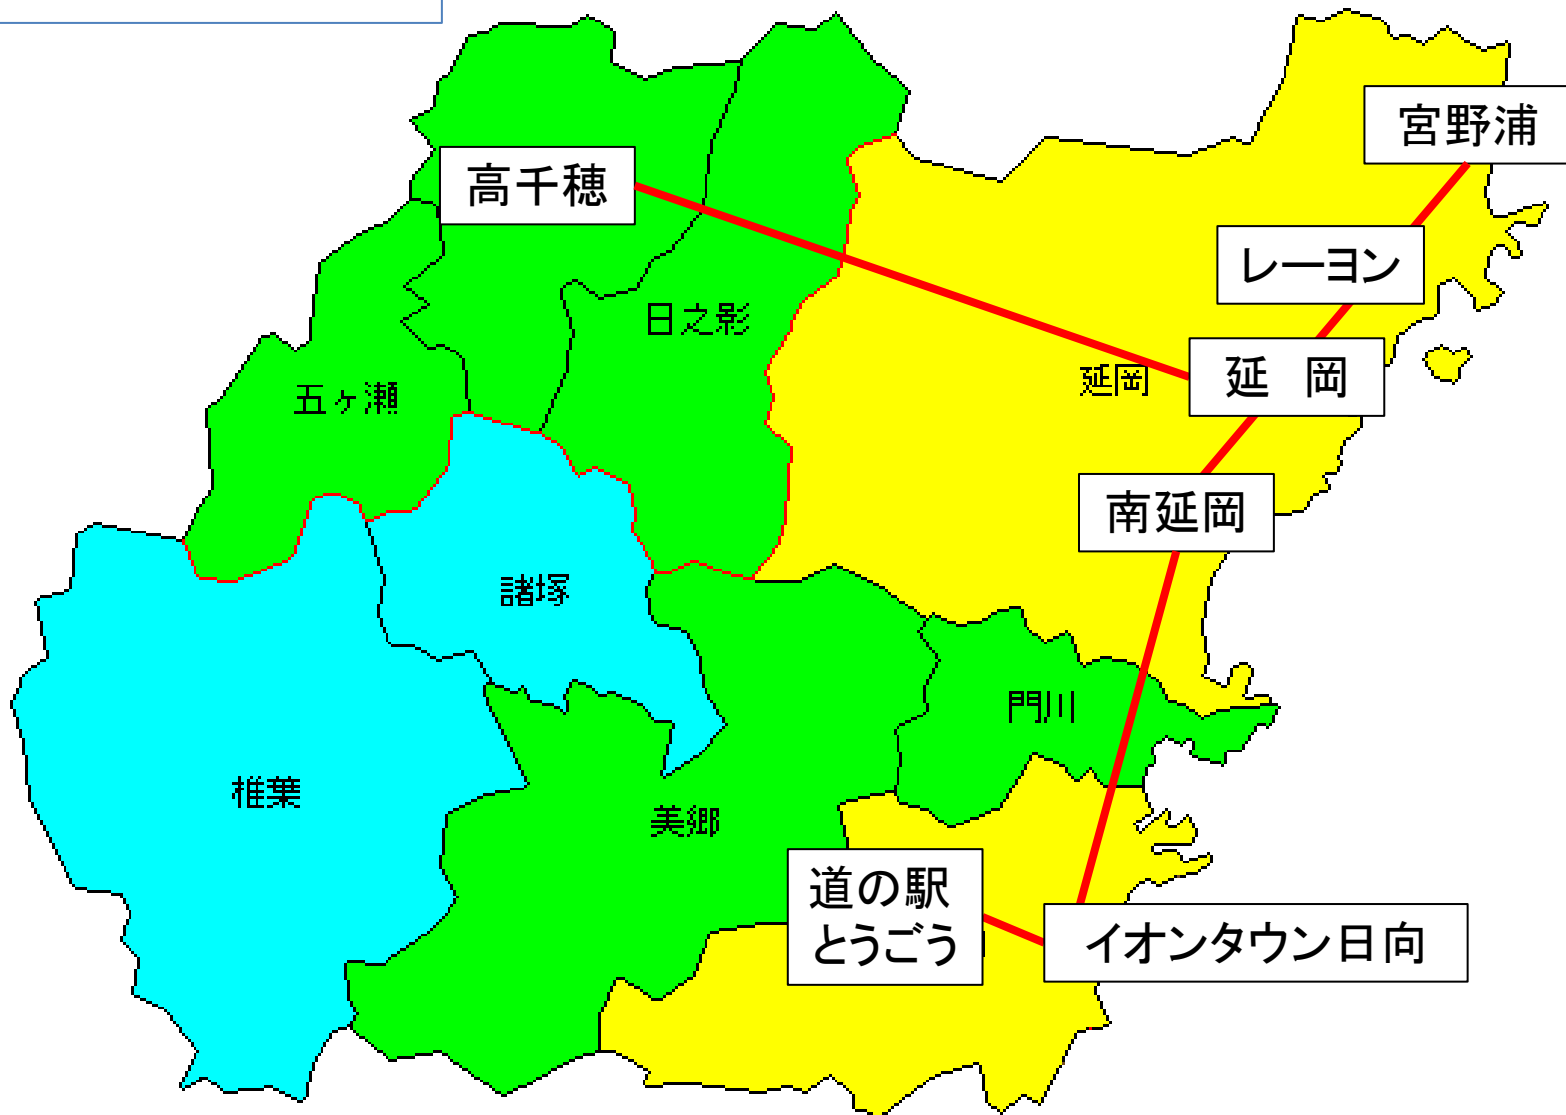 宮野浦
高千穂
レーヨン
日之影
延　岡
延岡
五ヶ瀬
南延岡
諸塚
門川
椎葉
美郷
道の駅
とうごう
イオンタウン日向